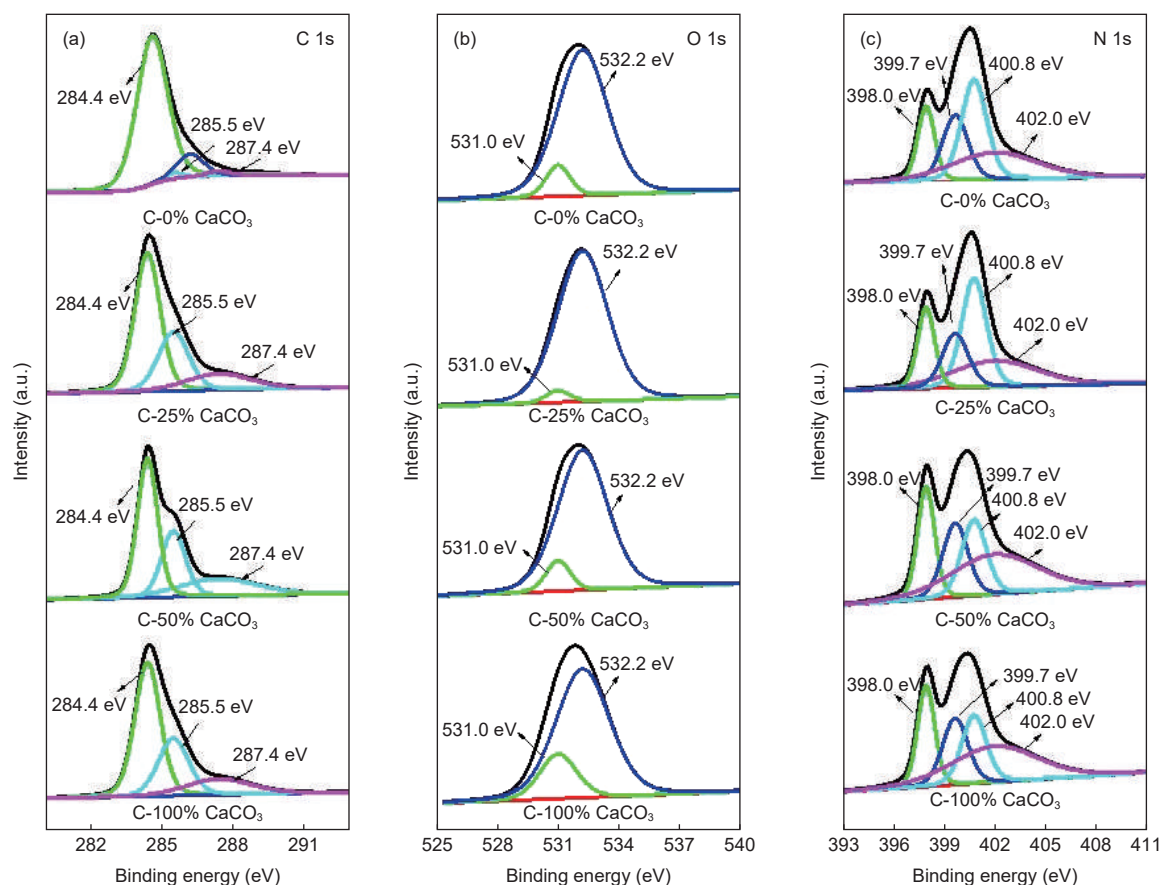 (a)
C 1s
284.4 eV
285.5 eV
287.4 eV
C-0% CaCO₃
284.4 eV
285.5 eV
287.4 eV
C-25% CaCO₃
284.4 eV
285.5 eV
287.4 eV
C-50% CaCO₃
284.4 eV
285.5 eV
287.4 eV
C-100% CaCO₃
282 285 288 291
Binding energy (eV)
Intensity (a.u.)
(b)
O 1s
532.2 eV
531.0 eV
C-0% CaCO₃
532.2 eV
531.0 eV
C-25% CaCO₃
532.2 eV
531.0 eV
C-50% CaCO₃
532.2 eV
531.0 eV
C-100% CaCO₃
525 528 531 534 537 540
Binding energy (eV)
Intensity (a.u.)
(c)
N 1s
399.7 eV
400.8 eV
398.0 eV
402.0 eV
C-0% CaCO₃
399.7 eV
400.8 eV
398.0 eV
402.0 eV
C-25% CaCO₃
399.7 eV
398.0 eV
400.8 eV
402.0 eV
C-50% CaCO₃
399.7 eV
398.0 eV
400.8 eV
402.0 eV
C-100% CaCO₃
393 396 399 402 405 408 411
Binding energy (eV)
Intensity (a.u.)